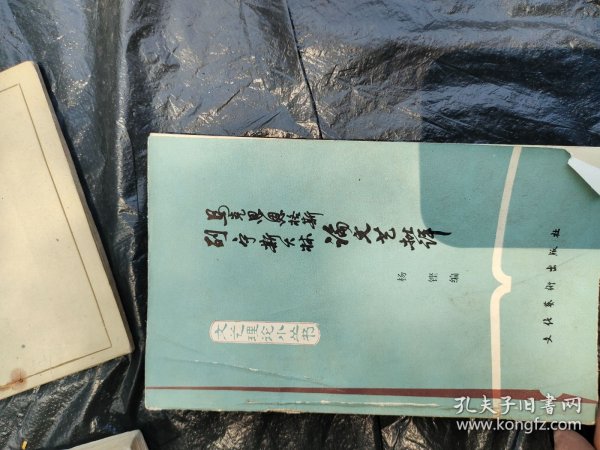 马克思恩格斯
列宁斯大林
论文艺批评
杨铿编
文艺理论小丛书
文化艺术出版社
孔夫子旧书网
www.kongfz.com